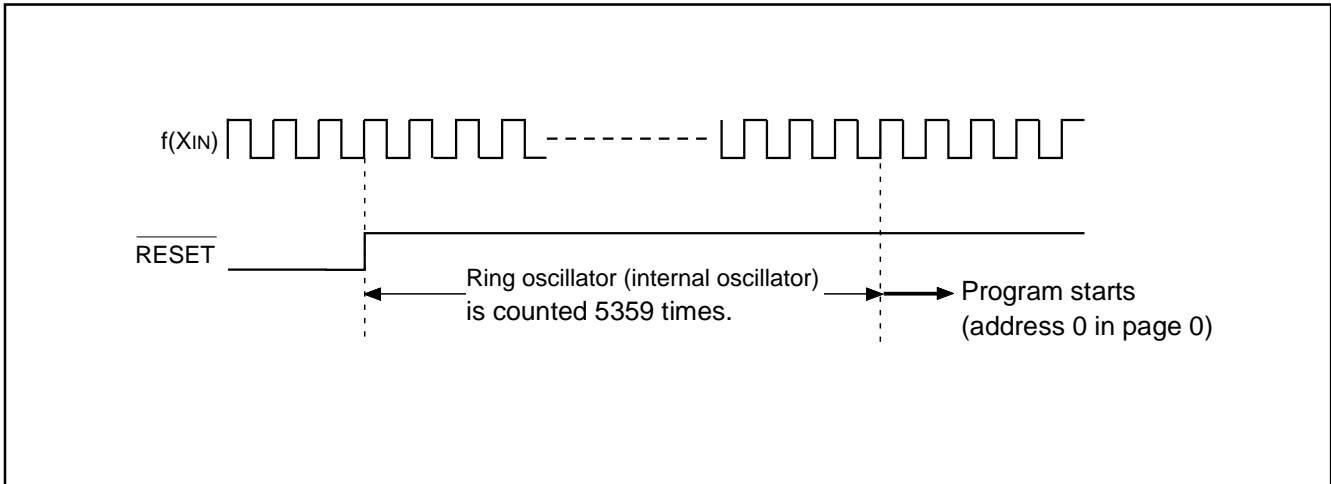 f(XIN)
RESET
Ring oscillator (internal oscillator)
is counted 5359 times.
Program starts
(address 0 in page 0)